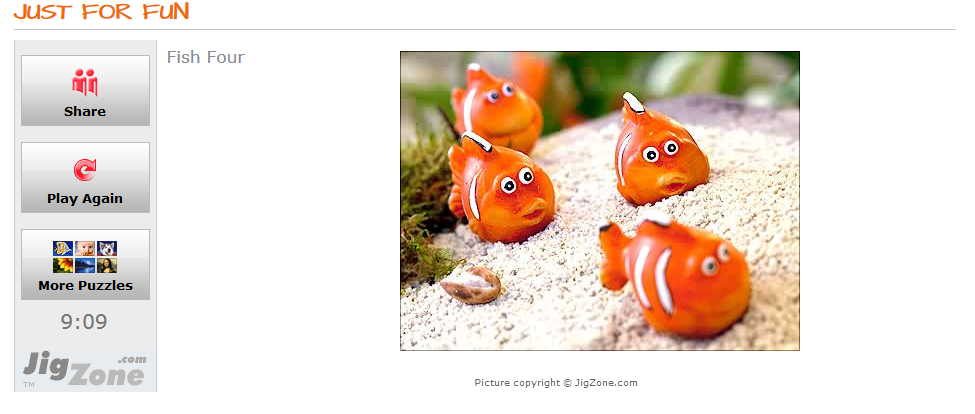 JUST FOR FUN
Share
Play Again
More Puzzles
9:09
JigZone.com
TM
Fish Four
Picture copyright © JigZone.com